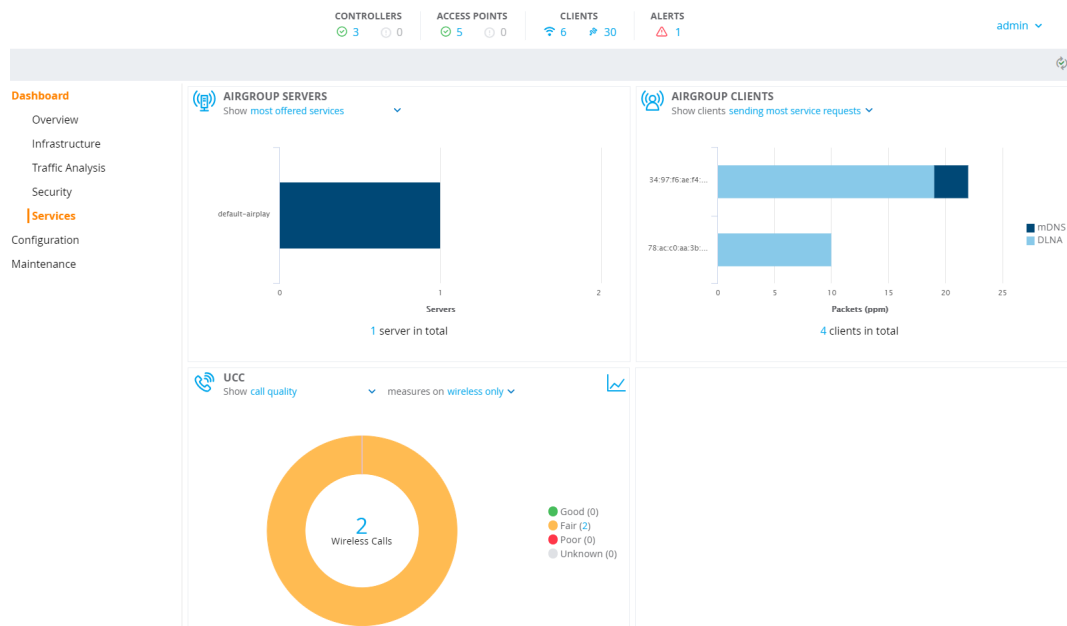 CONTROLLERS ACCESS POINTS CLIENTS ALERTS
3 0 5 0 6 30 1
admin
Dashboard
Overview
Infrastructure
Traffic Analysis
Security
Services
Configuration
Maintenance
AIRGROUP SERVERS
Show most offered services
default-airplay
0 1 2
Servers
1 server in total
AIRGROUP CLIENTS
Show clients sending most service requests
34:97:f6:ae:f4:...
78:ac:c0:aa:3b:...
0 5 10 15 20 25
Packets (ppm)
mDNS
DLNA
4 clients in total
UCC
Show call quality measures on wireless only
2
Wireless Calls
Good (0)
Fair (2)
Poor (0)
Unknown (0)